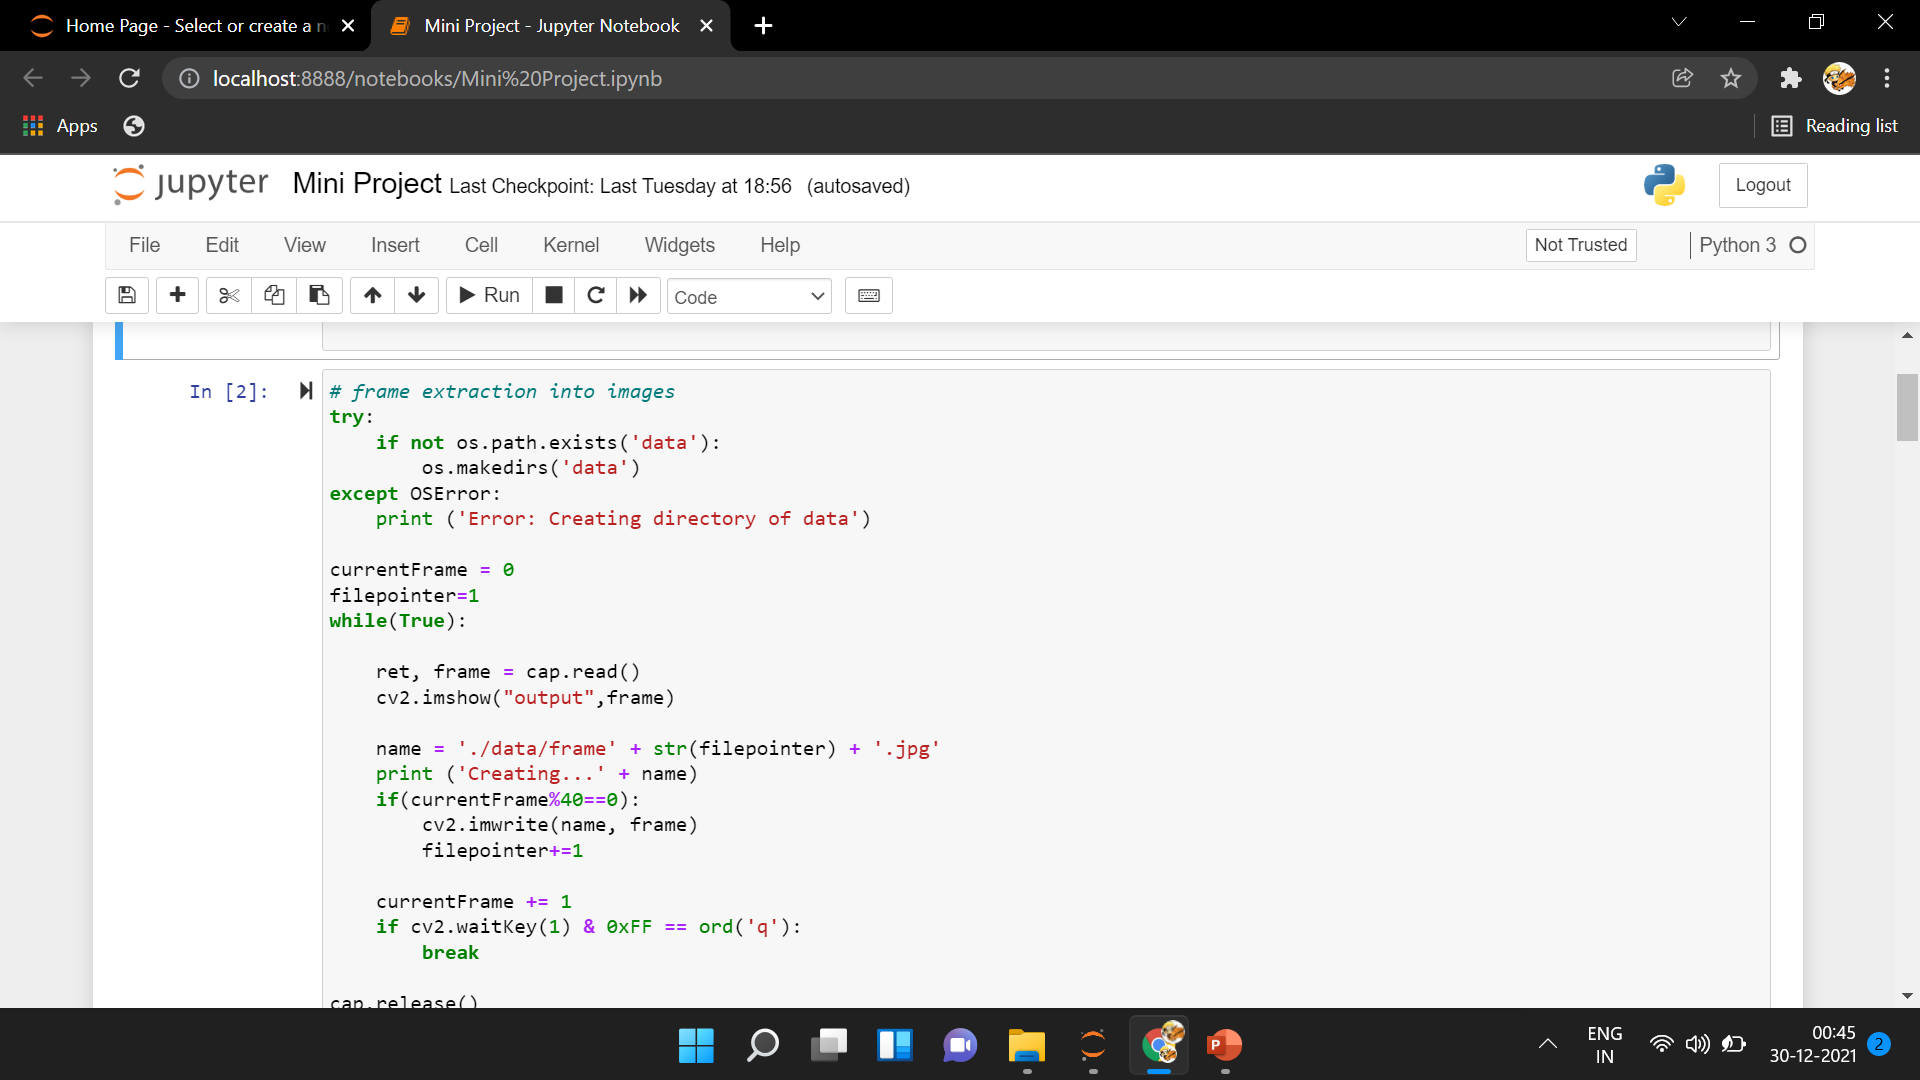 Home Page - Select or create a n
Mini Project - Jupyter Notebook
localhost:8888/notebooks/Mini%20Project.ipynb
Apps
Reading list
jupyter Mini Project Last Checkpoint: Last Tuesday at 18:56 (autosaved)
Logout
File Edit View Insert Cell Kernel Widgets Help
Not Trusted
Python 3
Run
Code
In [2]:
# frame extraction into images
try:
    if not os.path.exists('data'):
        os.makedirs('data')
except OSError:
    print ('Error: Creating directory of data')
currentFrame = 0
filepointer=1
while(True):
    ret, frame = cap.read()
    cv2.imshow("output",frame)
    name = './data/frame' + str(filepointer) + '.jpg'
    print ('Creating...' + name)
    if(currentFrame%40==0):
        cv2.imwrite(name, frame)
        filepointer+=1
    currentFrame += 1
    if cv2.waitKey(1) & 0xFF == ord('q'):
        break
cap.release()
P
ENG
IN
00:45
30-12-2021
2